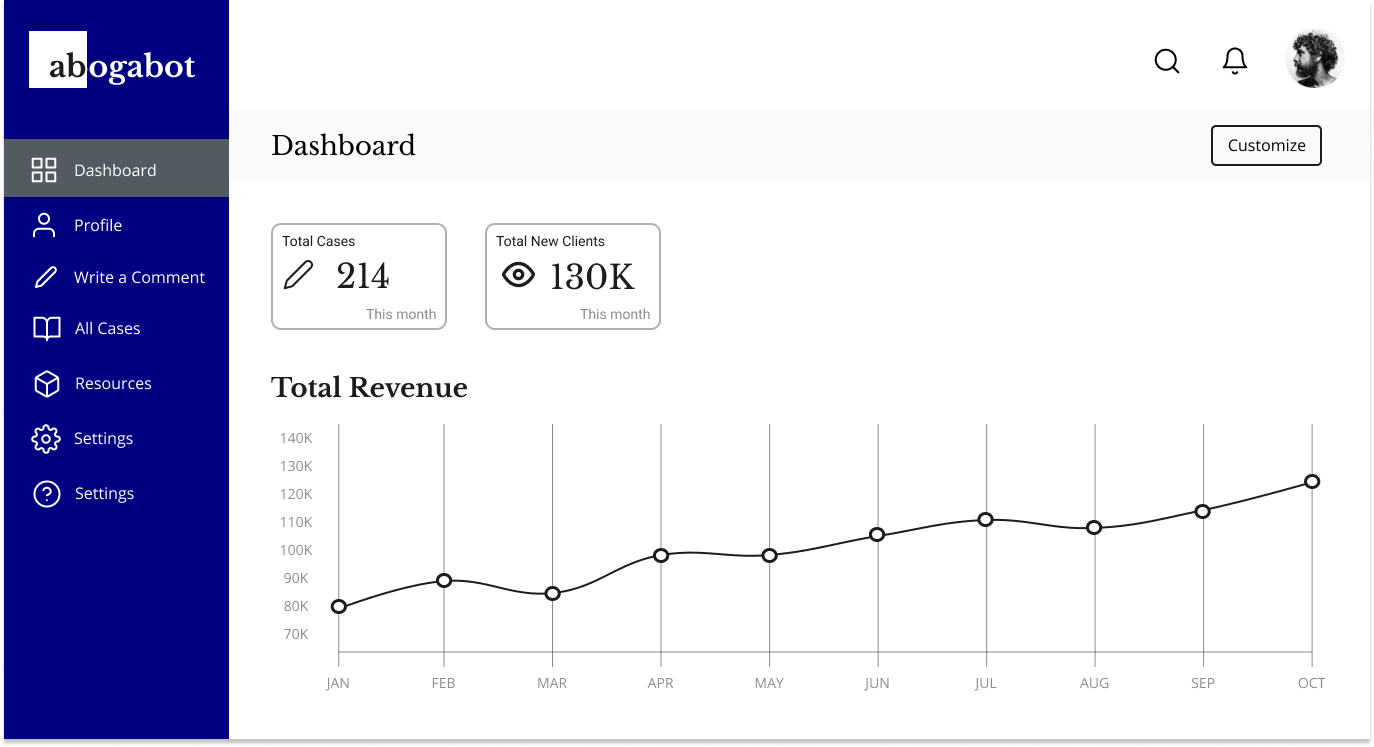 abogabot
Dashboard
Profile
Write a Comment
All Cases
Resources
Settings
Settings
Dashboard
Customize
Total Cases
214
This month
Total New Clients
130K
This month
Total Revenue
140K
130K
120K
110K
100K
90K
80K
70K
JAN FEB MAR APR MAY JUN JUL AUG SEP OCT